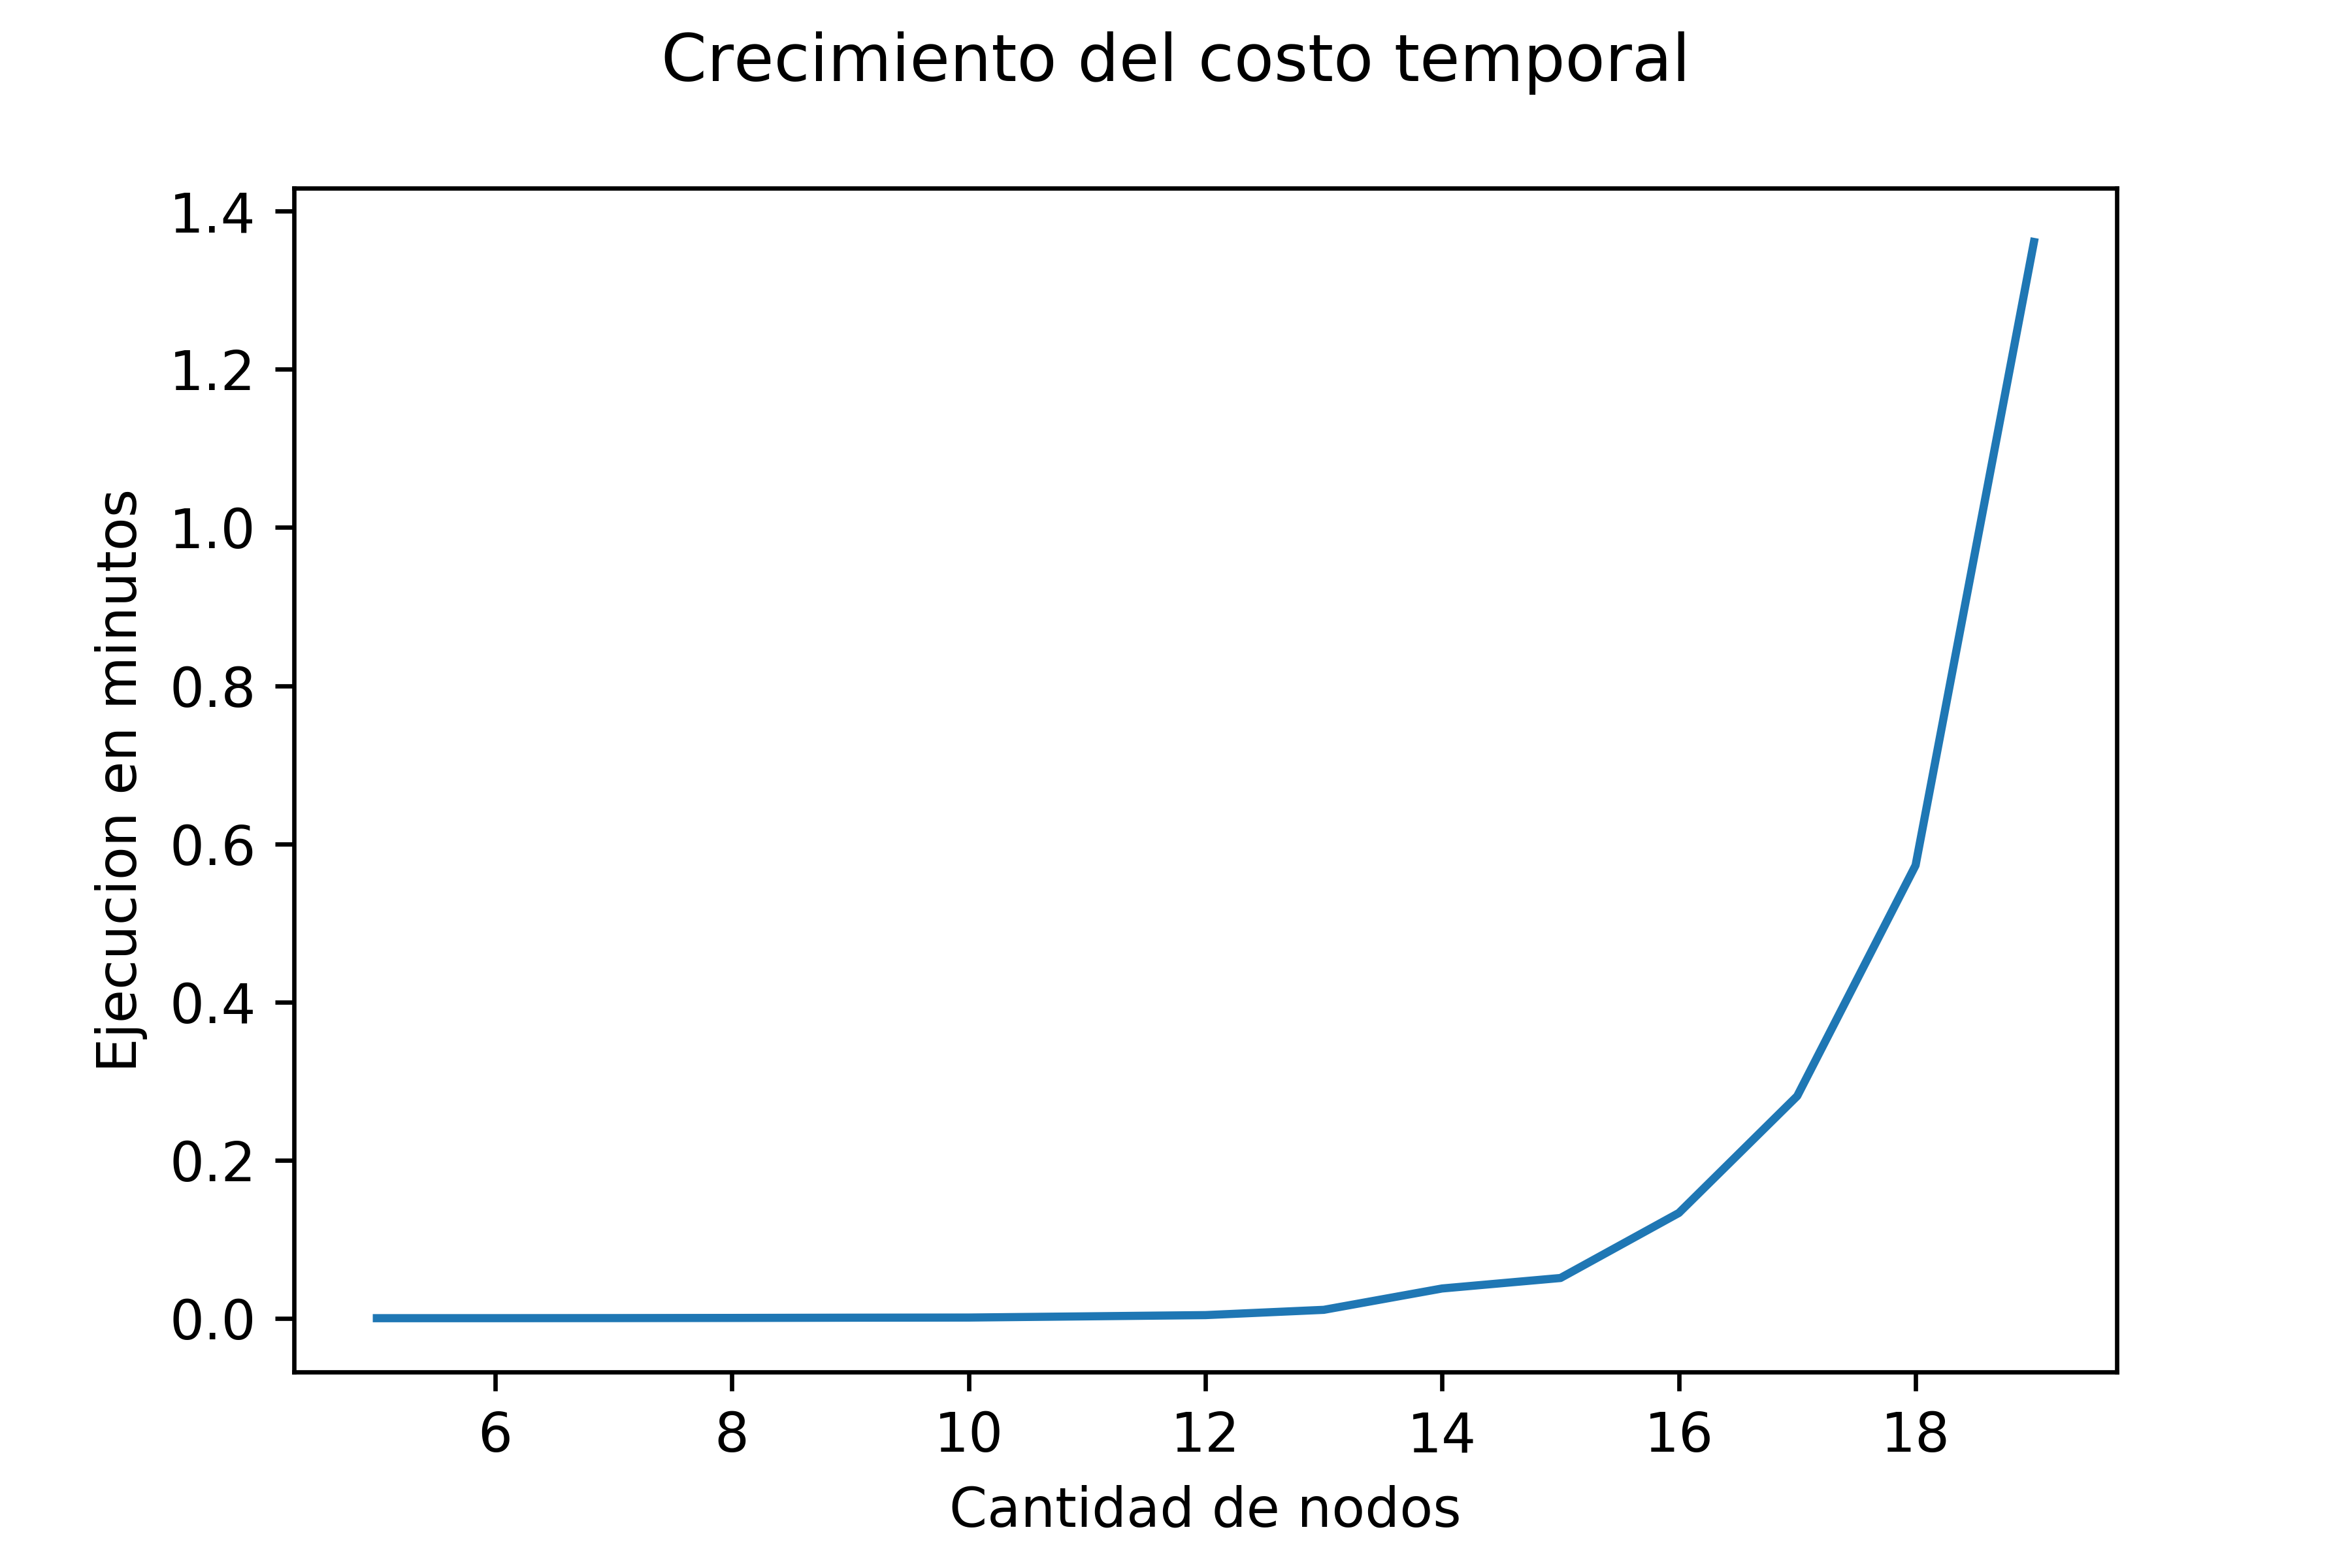 Crecimiento del costo temporal
1.4
1.2
1.0
0.8
0.6
0.4
0.2
0.0
Ejecucion en minutos
6 8 10 12 14 16 18
Cantidad de nodos